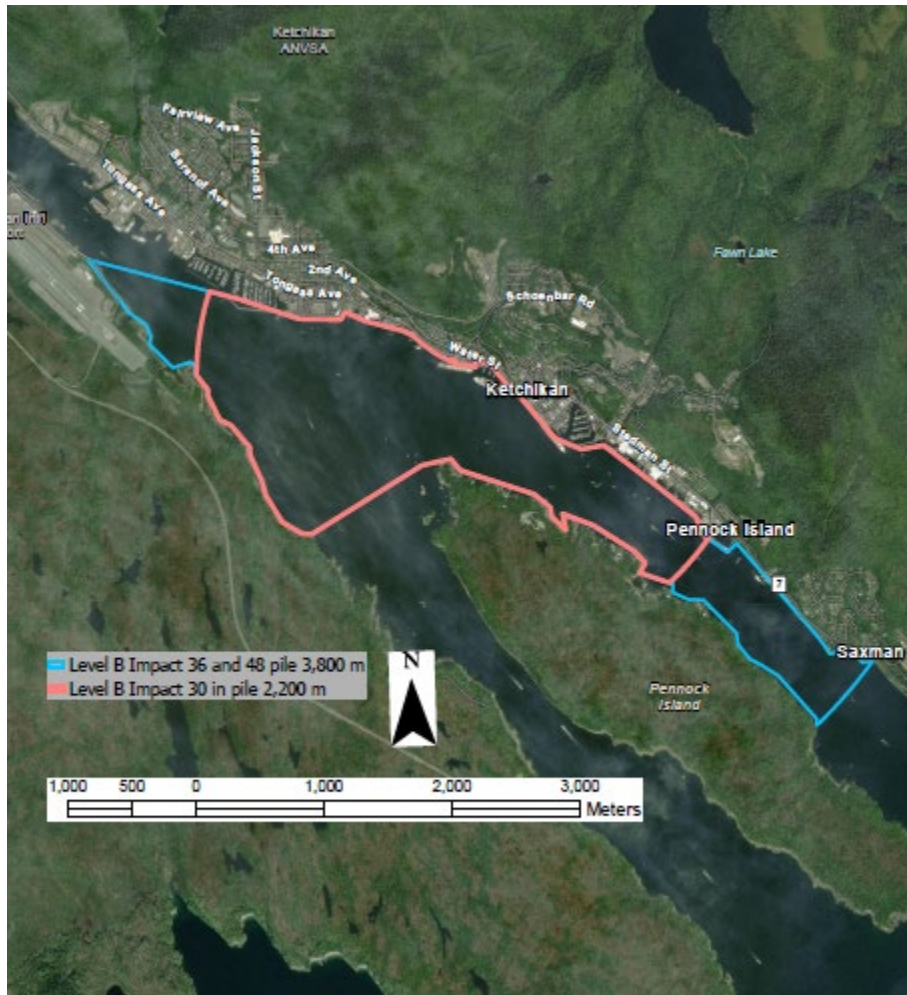 Ketchikan
ANVSA
Fairview Ave
Jackson St
Baranof Ave
Tongass Ave
4th Ave
2nd Ave
Tongass Ave
Schoenbar Rd
Fawn Lake
Water St
Ketchikan
Stedman St
Pennock Island
7
Saxman
Level B Impact 36 and 48 pile 3,800 m
Level B Impact 30 in pile 2,200 m
Pennock
Island
N
1,000 500 0 1,000 2,000 3,000
Meters